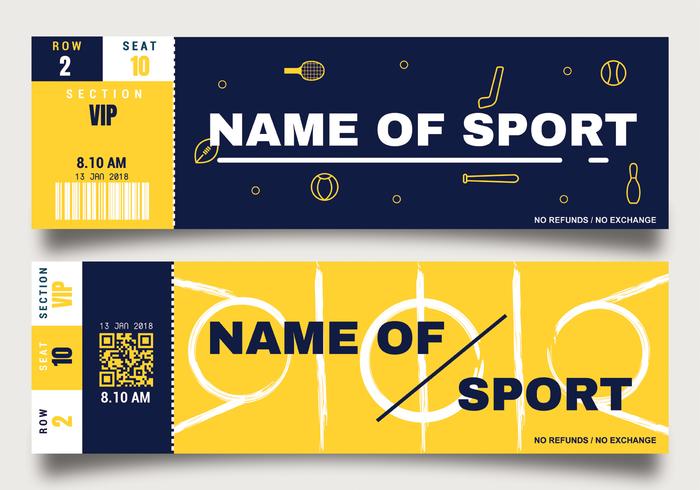 ROW
2
SEAT
10
SECTION
VIP
8.10 AM
13 JAN 2018
NAME OF SPORT
NO REFUNDS / NO EXCHANGE
SECTION
VIP
SEAT
10
ROW
2
13 JAN 2018
8.10 AM
NAME OF
SPORT
NO REFUNDS / NO EXCHANGE